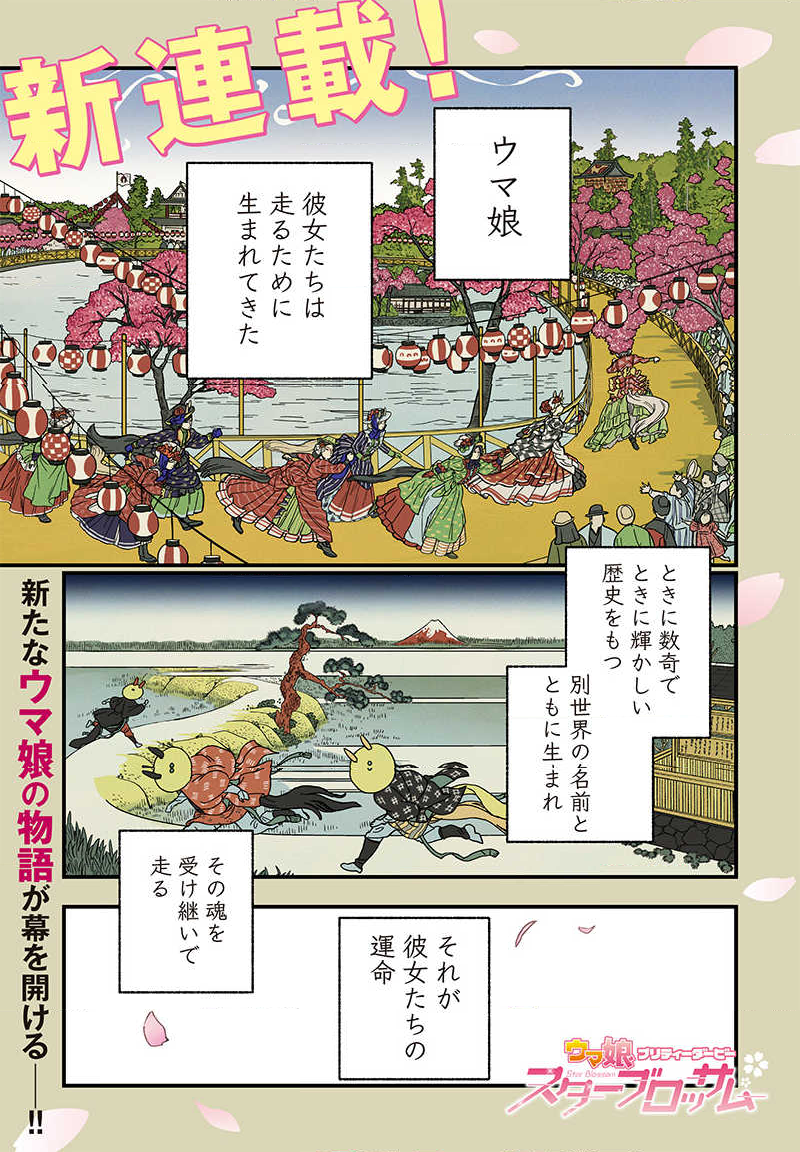 新連載!
ウマ娘
彼女たちは
走るために
生まれてきた
ときに数奇で
ときに輝かしい
歴史をもつ
別世界の名前と
ともに生まれ
その魂を
受け継いで
走る
それが
彼女たちの
運命
新たなウマ娘の物語が幕を開ける──!!
ウマ娘 プリティーダービー
Star Blossom
スターブロッサム